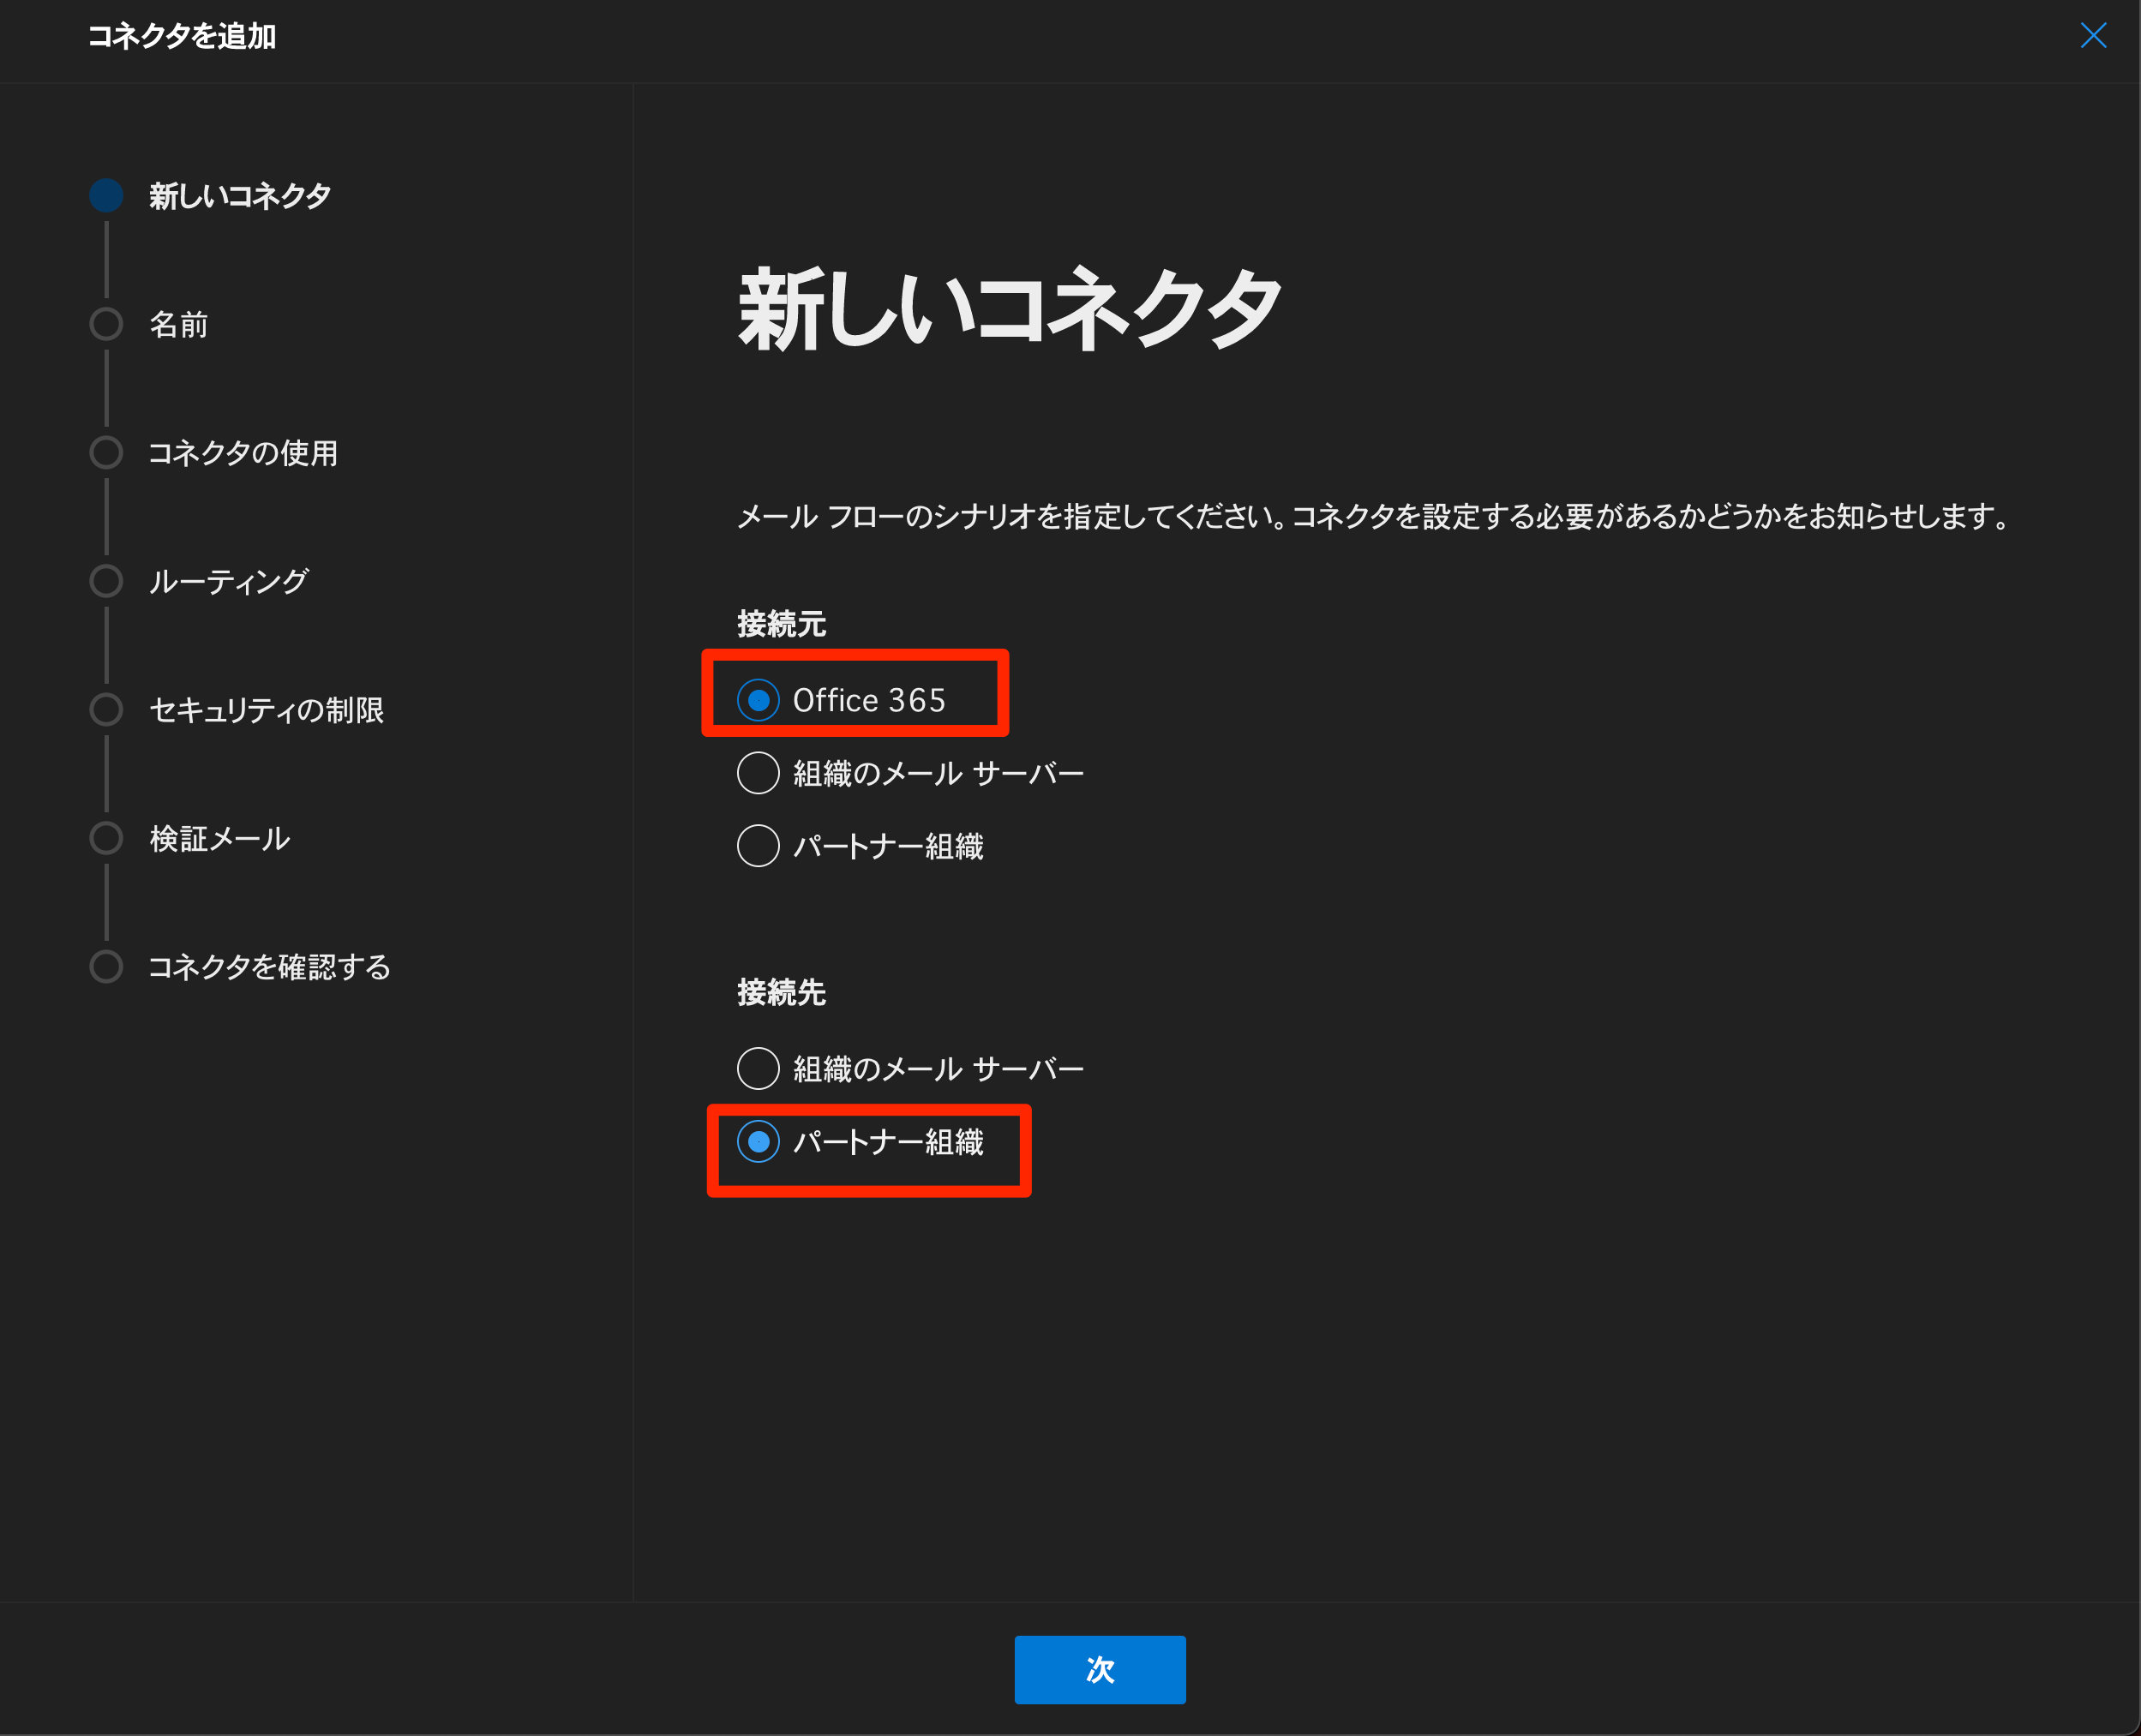 コネクタを追加
新しいコネクタ
名前
コネクタの使用
ルーティング
セキュリティの制限
検証メール
コネクタを確認する
新しいコネクタ
メール フローのシナリオを指定してください。コネクタを設定する必要があるかどうかをお知らせします。
接続元
Office 365
組織のメール サーバー
パートナー組織
接続先
組織のメール サーバー
パートナー組織
次